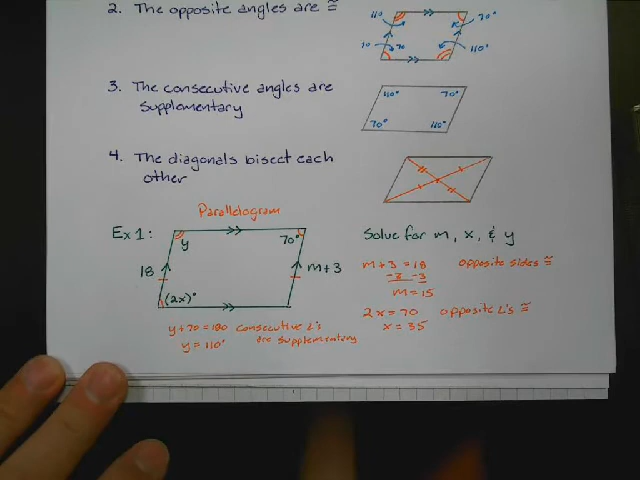 2. The opposite angles are ≅
110° 70°
70 70 110°
3. The consecutive angles are
supplementary
110° 70°
70° 110°
4. The diagonals bisect each
other
Parallelogram
Ex 1:
y 70°
18 m+3
(2x)°
Solve for m, x, & y
m+3 = 18 opposite sides ≅
-3 -3
m = 15
2x = 70 opposite ∠'s ≅
x = 35
y+70 = 180 consecutive ∠'s
are supplementary
y = 110°